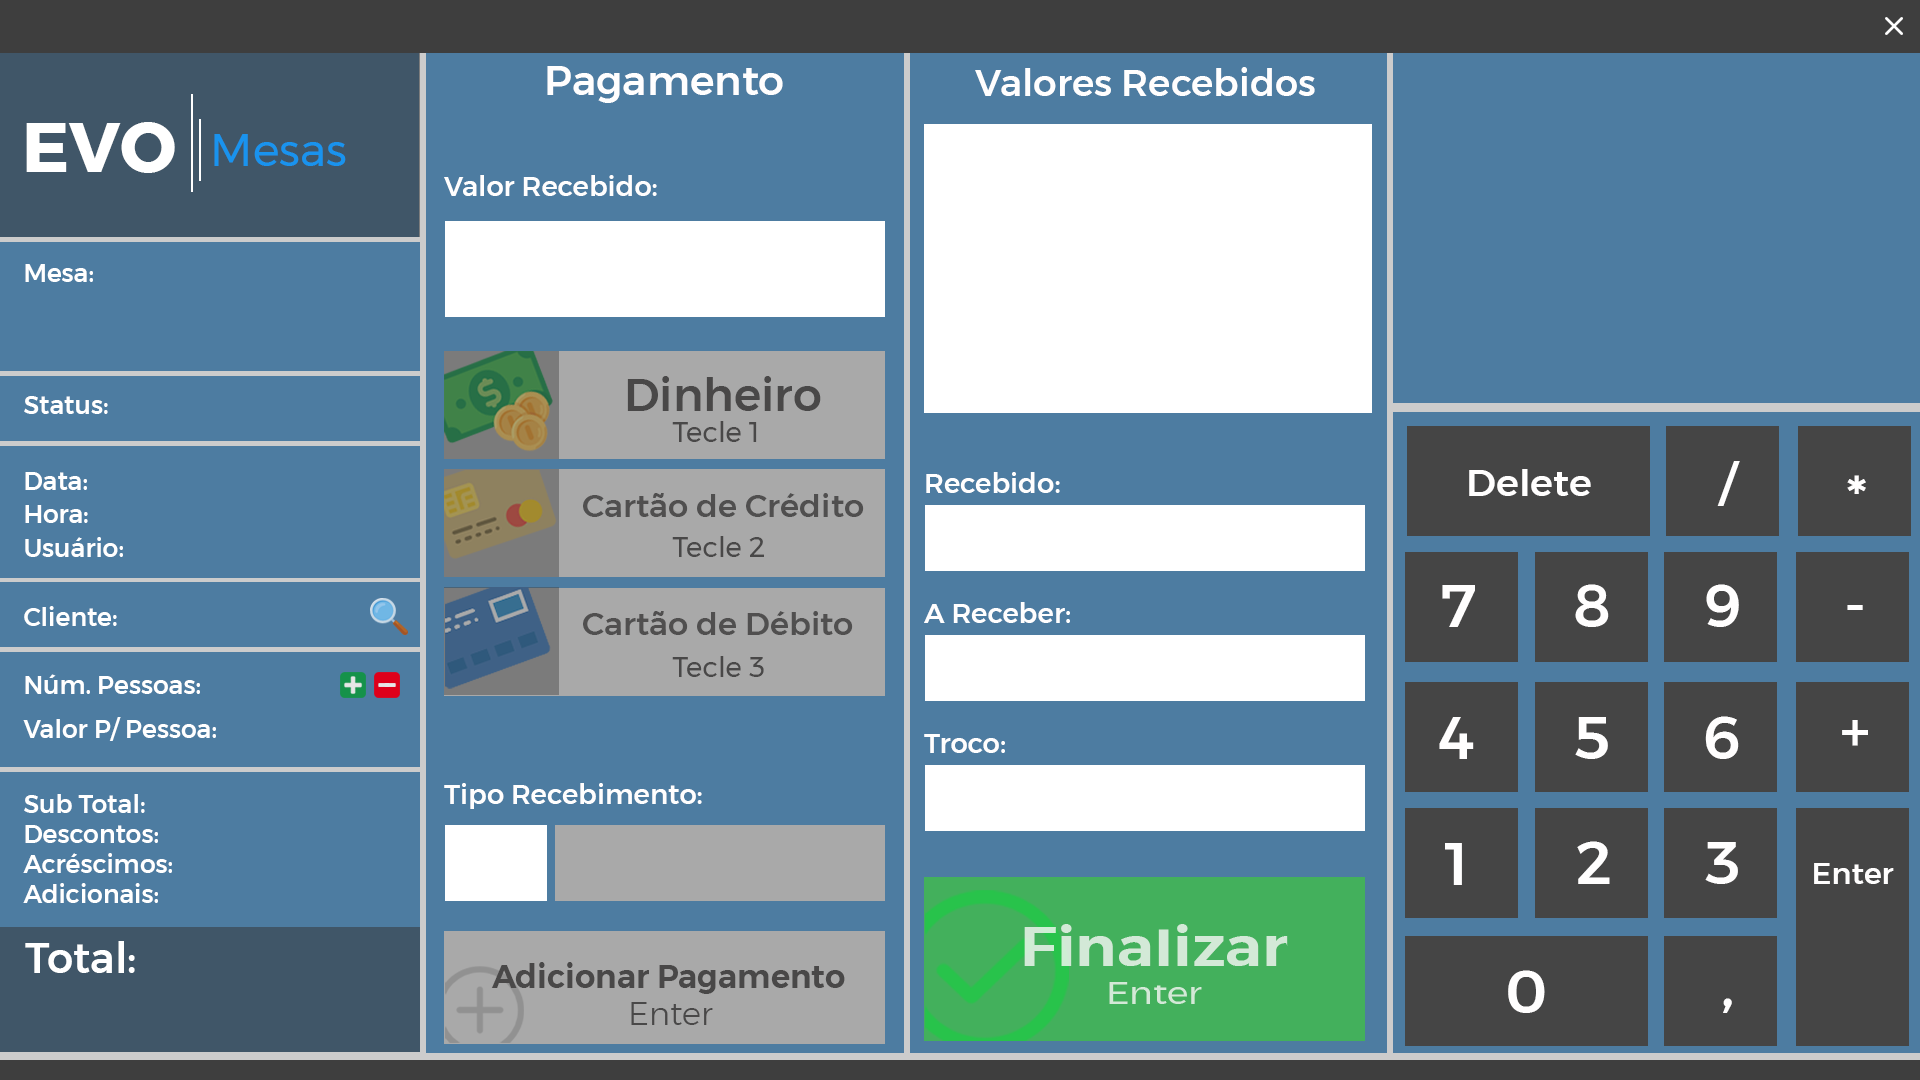 EVO Mesas
Mesa:
Status:
Data:
Hora:
Usuário:
Cliente:
Núm. Pessoas:
Valor P/ Pessoa:
Sub Total:
Descontos:
Acréscimos:
Adicionais:
Total:
Pagamento
Valor Recebido:
Dinheiro
Tecle 1
Cartão de Crédito
Tecle 2
Cartão de Débito
Tecle 3
Tipo Recebimento:
Adicionar Pagamento
Enter
Valores Recebidos
Recebido:
A Receber:
Troco:
Finalizar
Enter
Delete / *
7 8 9 -
4 5 6 +
1 2 3 Enter
0 ,